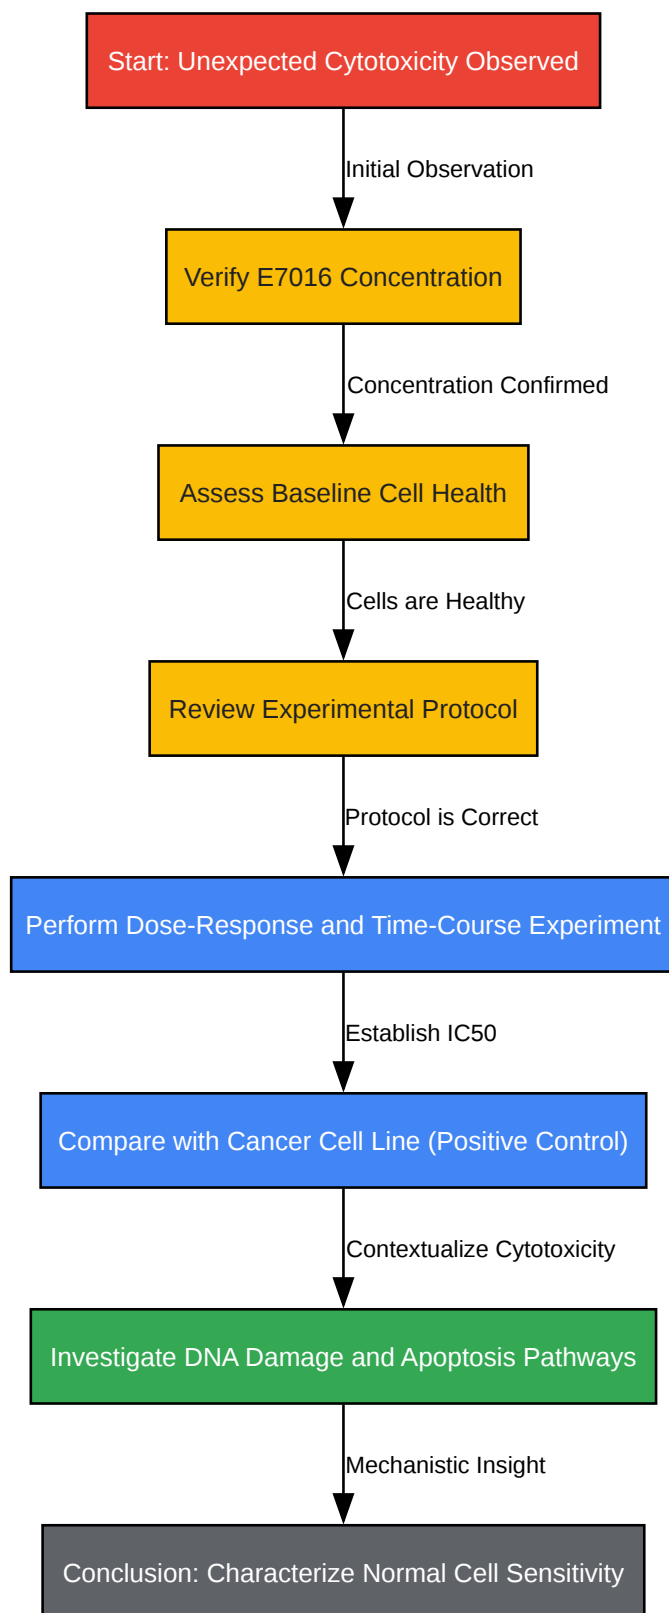 Start: Unexpected Cytotoxicity Observed
Initial Observation
Verify E7016 Concentration
Concentration Confirmed
Assess Baseline Cell Health
Cells are Healthy
Review Experimental Protocol
Protocol is Correct
Perform Dose-Response and Time-Course Experiment
Establish IC50
Compare with Cancer Cell Line (Positive Control)
Contextualize Cytotoxicity
Investigate DNA Damage and Apoptosis Pathways
Mechanistic Insight
Conclusion: Characterize Normal Cell Sensitivity